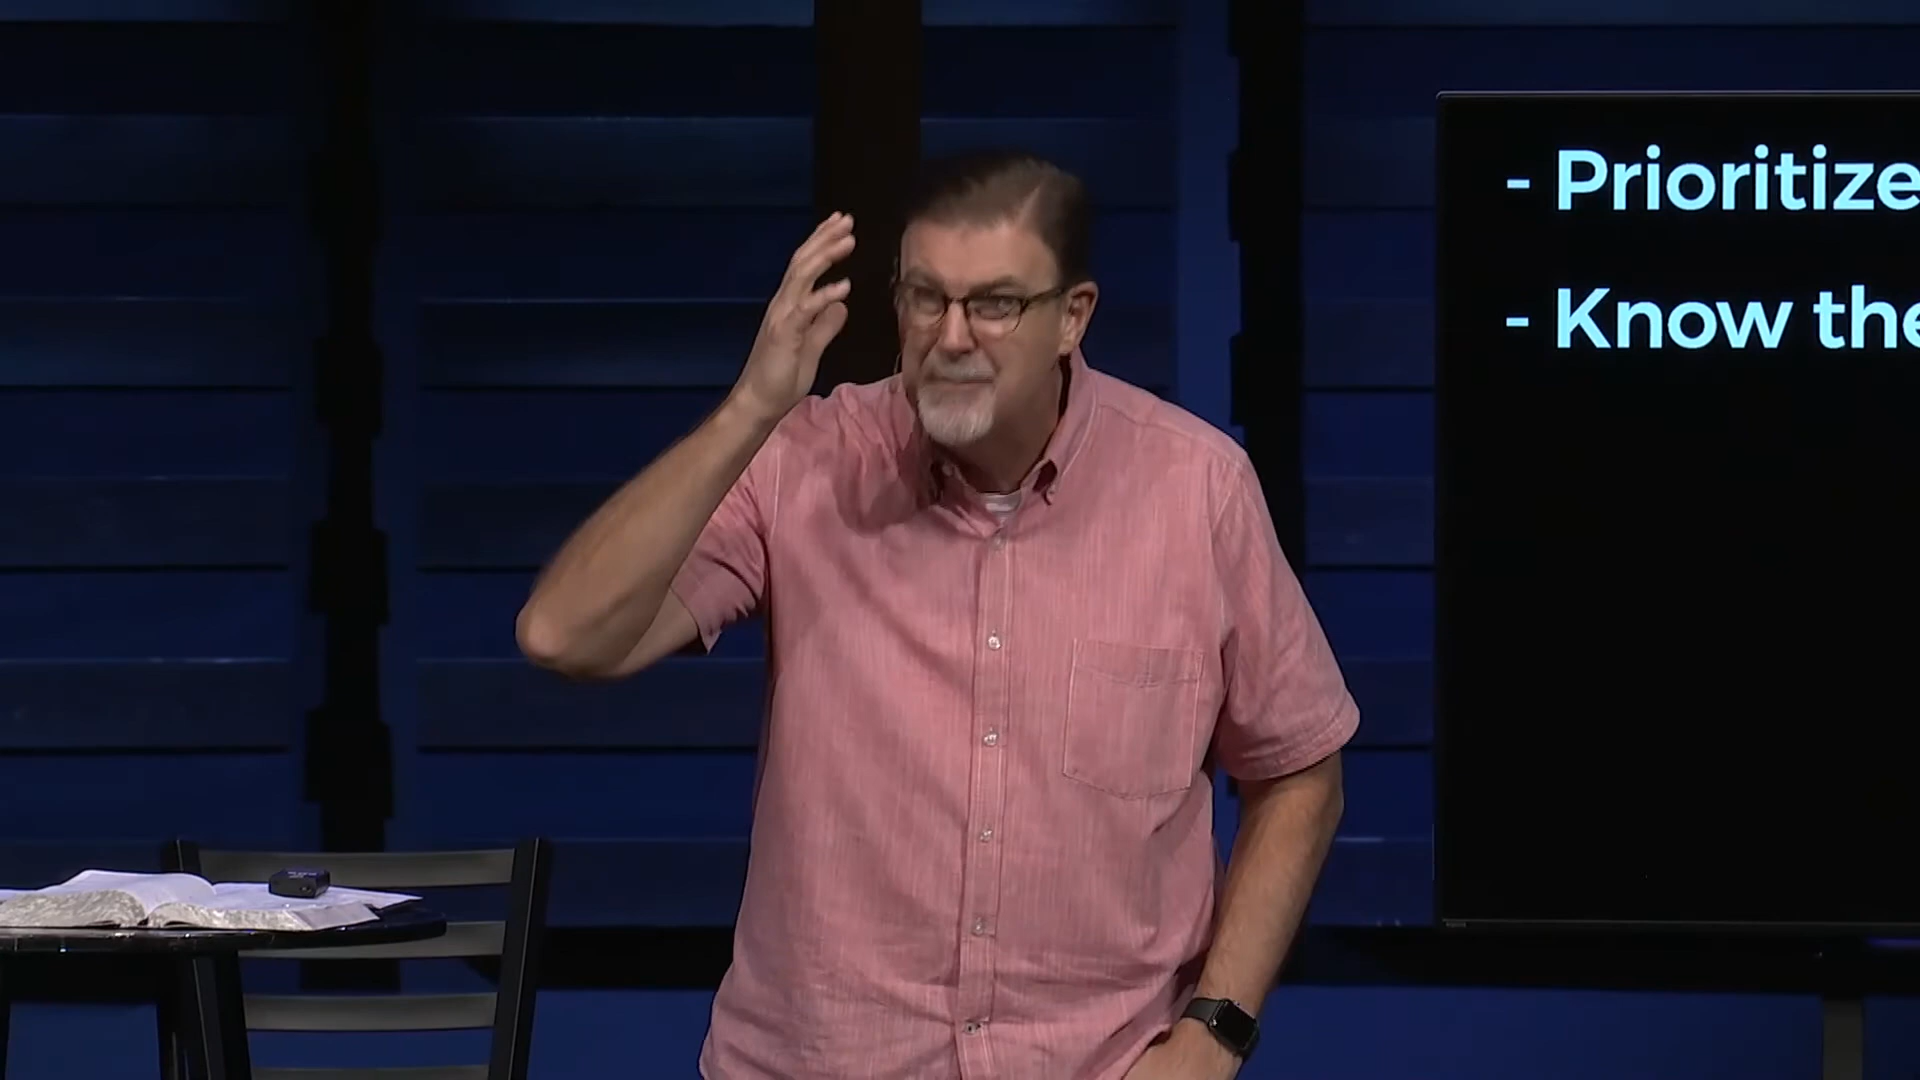 - Prioritize
- Know the